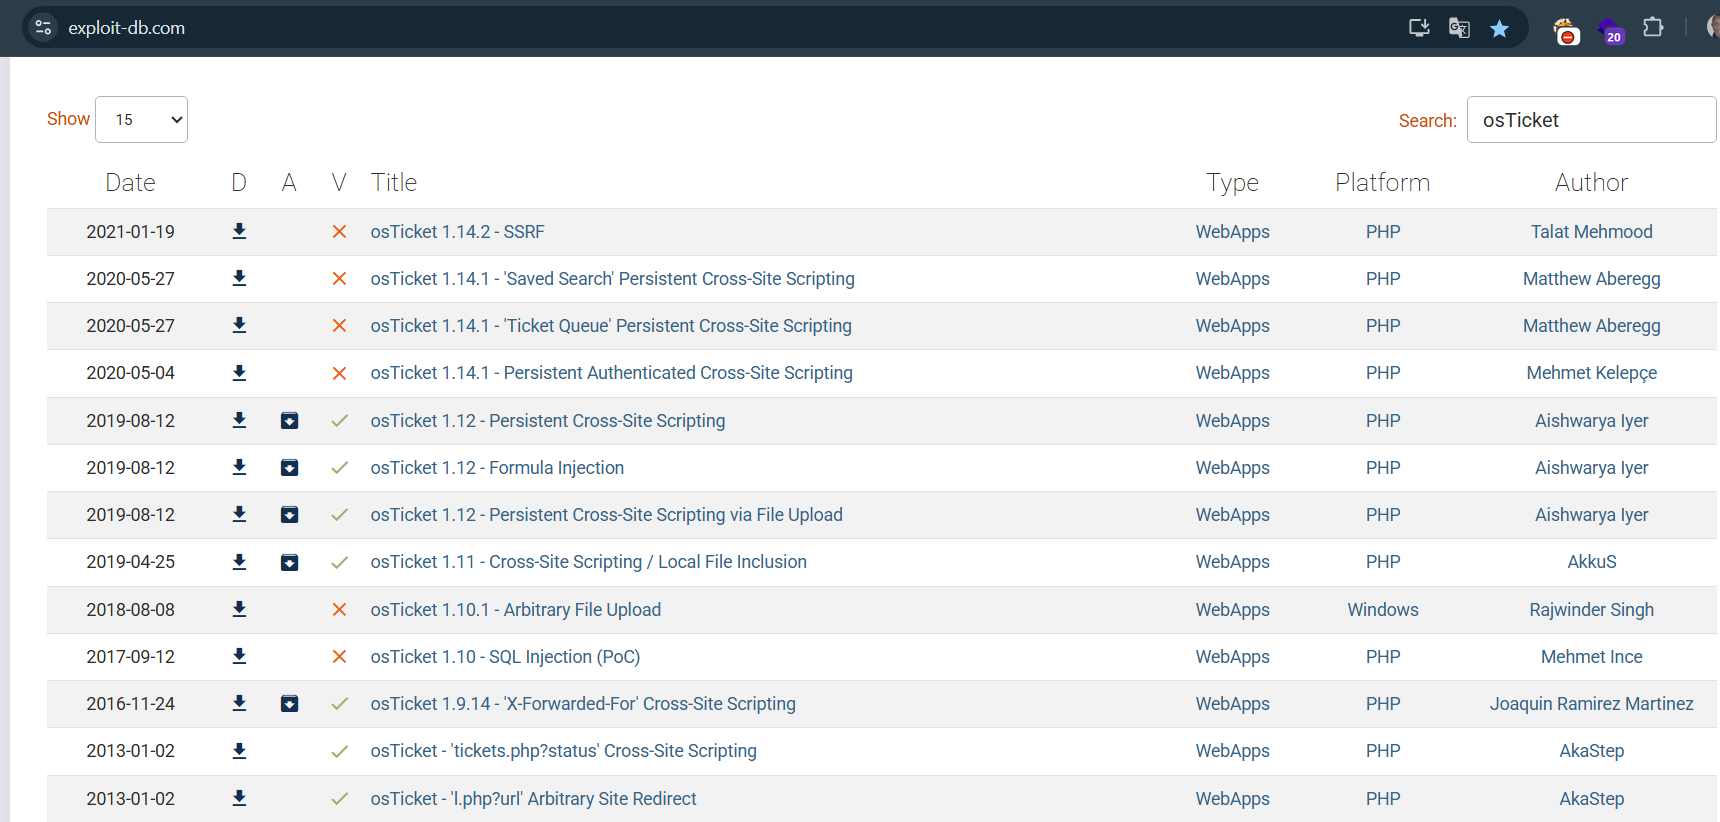 exploit-db.com
20
Show 15 Search: osTicket
Date D A V Title Type Platform Author
2021-01-19 osTicket 1.14.2 - SSRF WebApps PHP Talat Mehmood
2020-05-27 osTicket 1.14.1 - 'Saved Search' Persistent Cross-Site Scripting WebApps PHP Matthew Aberegg
2020-05-27 osTicket 1.14.1 - 'Ticket Queue' Persistent Cross-Site Scripting WebApps PHP Matthew Aberegg
2020-05-04 osTicket 1.14.1 - Persistent Authenticated Cross-Site Scripting WebApps PHP Mehmet Kelepçe
2019-08-12 osTicket 1.12 - Persistent Cross-Site Scripting WebApps PHP Aishwarya Iyer
2019-08-12 osTicket 1.12 - Formula Injection WebApps PHP Aishwarya Iyer
2019-08-12 osTicket 1.12 - Persistent Cross-Site Scripting via File Upload WebApps PHP Aishwarya Iyer
2019-04-25 osTicket 1.11 - Cross-Site Scripting / Local File Inclusion WebApps PHP AkkuS
2018-08-08 osTicket 1.10.1 - Arbitrary File Upload WebApps Windows Rajwinder Singh
2017-09-12 osTicket 1.10 - SQL Injection (PoC) WebApps PHP Mehmet Ince
2016-11-24 osTicket 1.9.14 - 'X-Forwarded-For' Cross-Site Scripting WebApps PHP Joaquin Ramirez Martinez
2013-01-02 osTicket - 'tickets.php?status' Cross-Site Scripting WebApps PHP AkaStep
2013-01-02 osTicket - 'l.php?url' Arbitrary Site Redirect WebApps PHP AkaStep